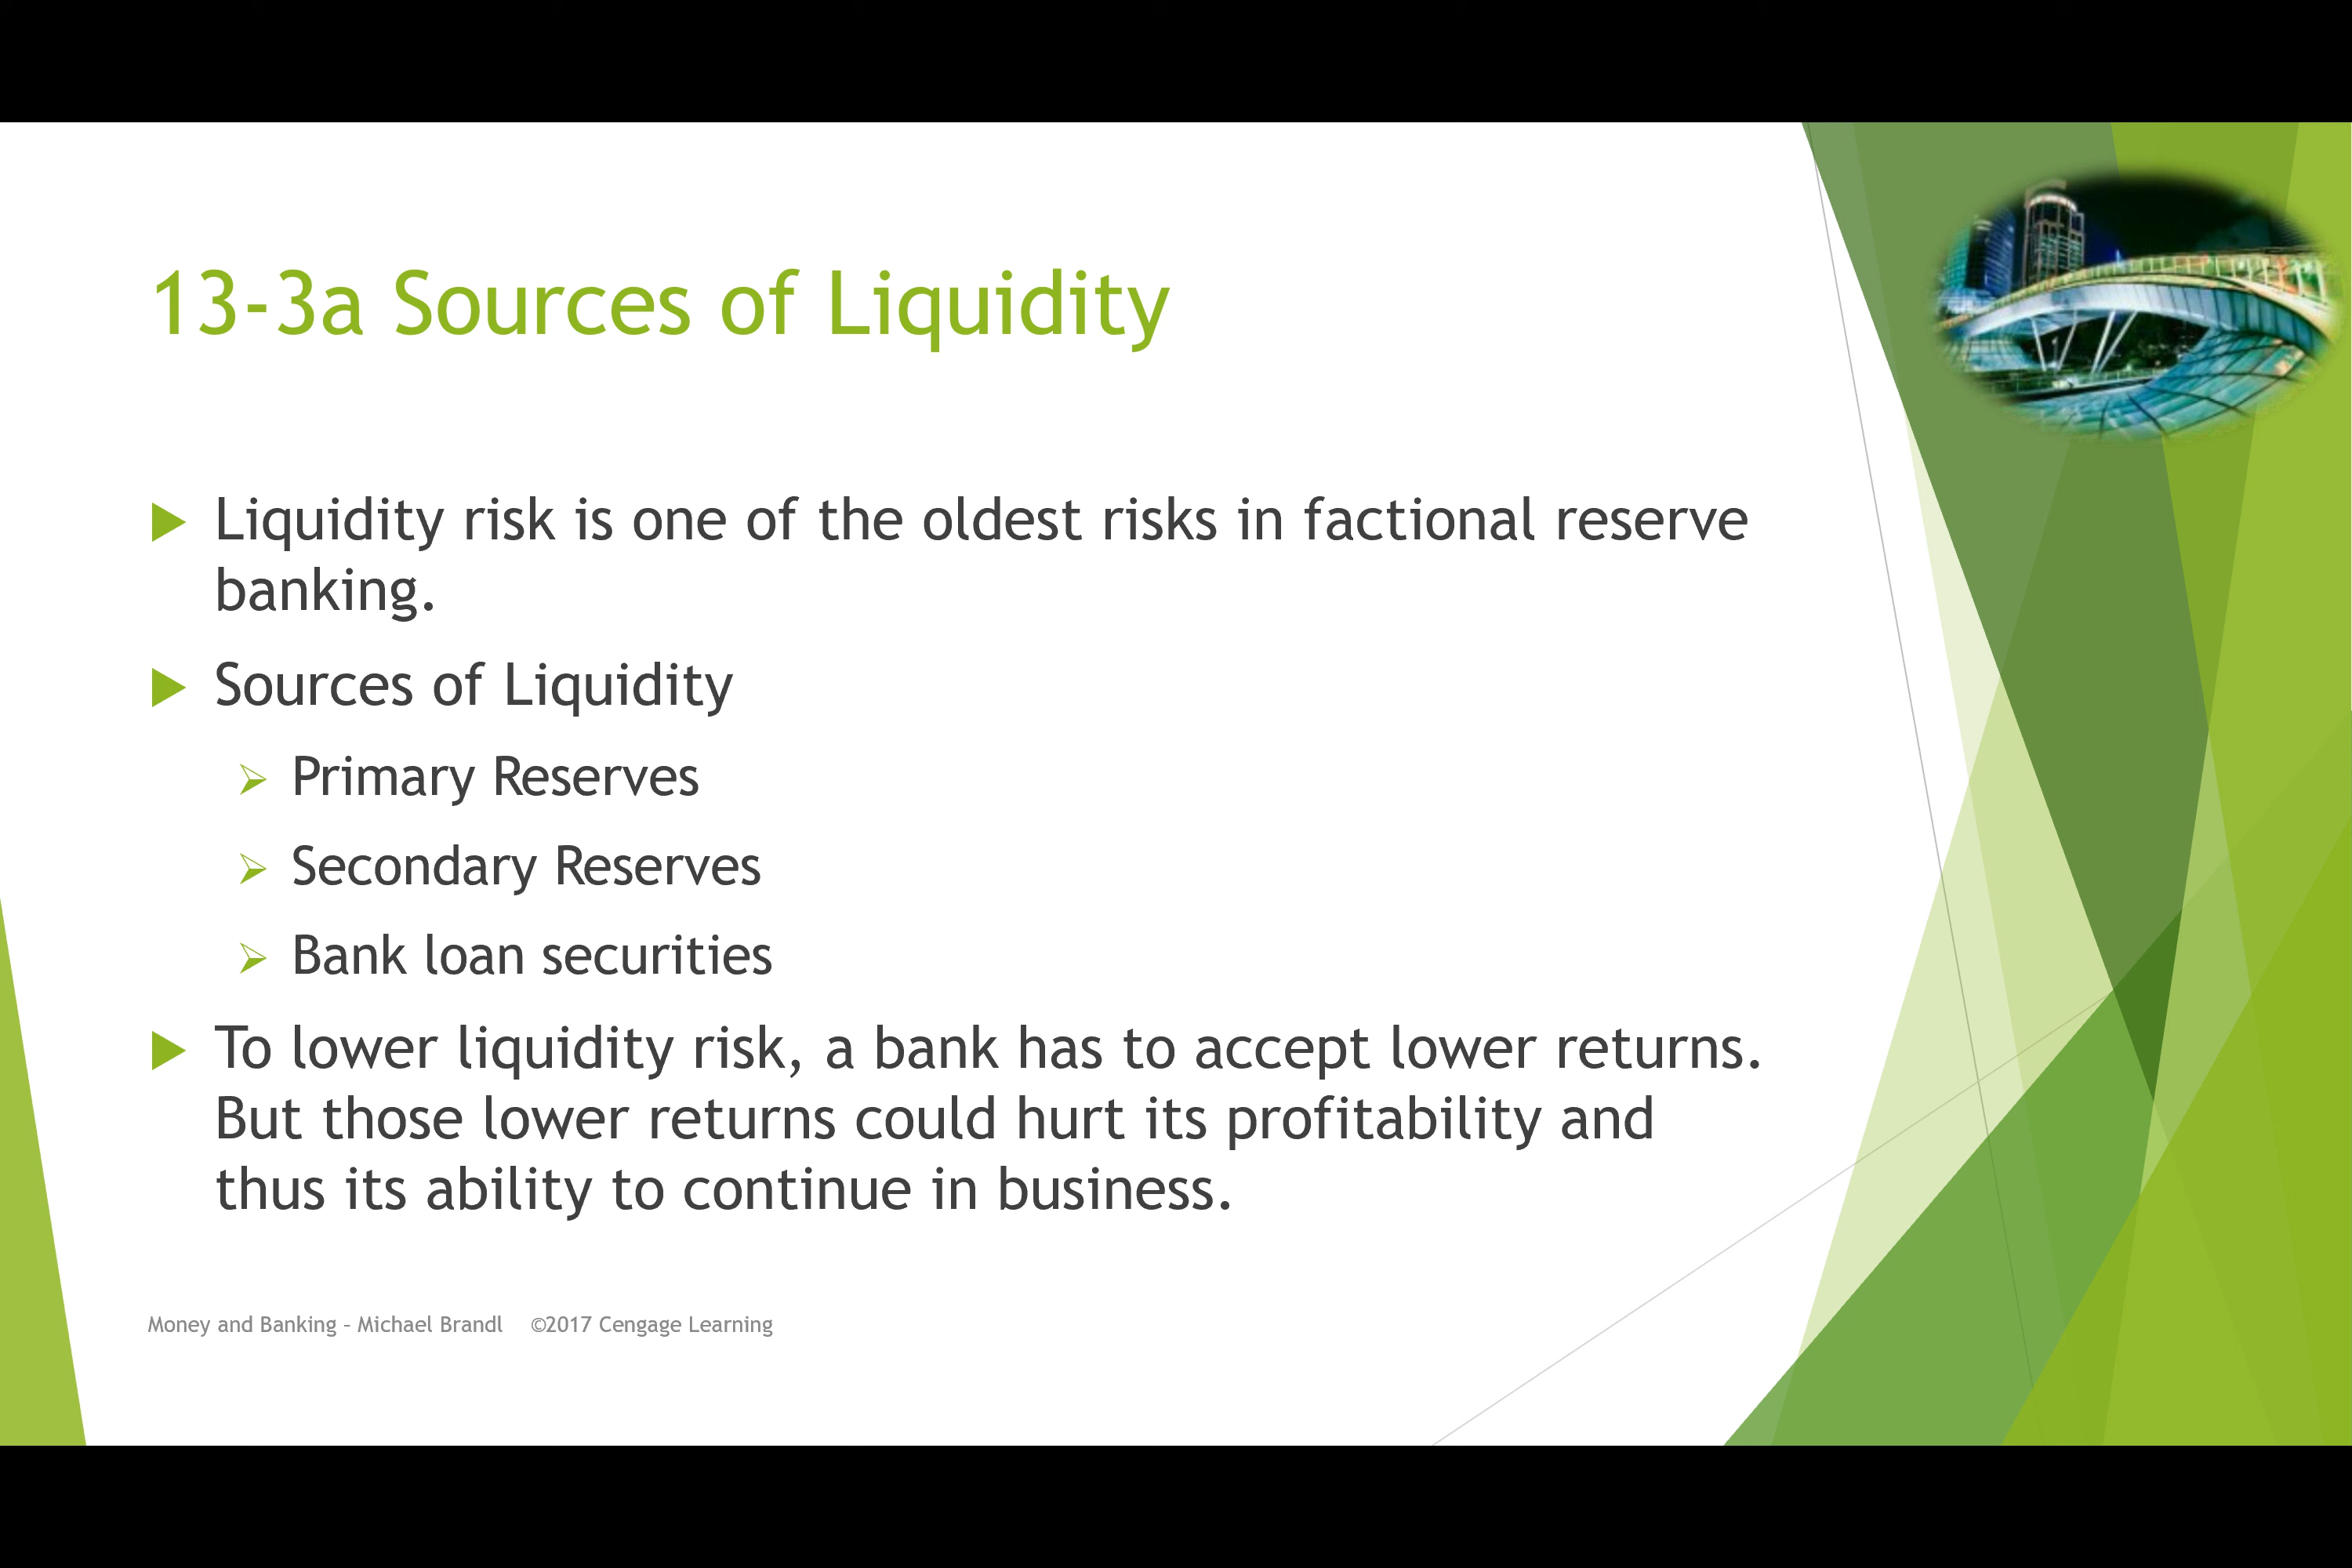 13-3a Sources of Liquidity
Liquidity risk is one of the oldest risks in factional reserve
banking.
Sources of Liquidity
Primary Reserves
Secondary Reserves
Bank loan securities
To lower liquidity risk, a bank has to accept lower returns.
But those lower returns could hurt its profitability and
thus its ability to continue in business.
Money and Banking – Michael Brandl ©2017 Cengage Learning